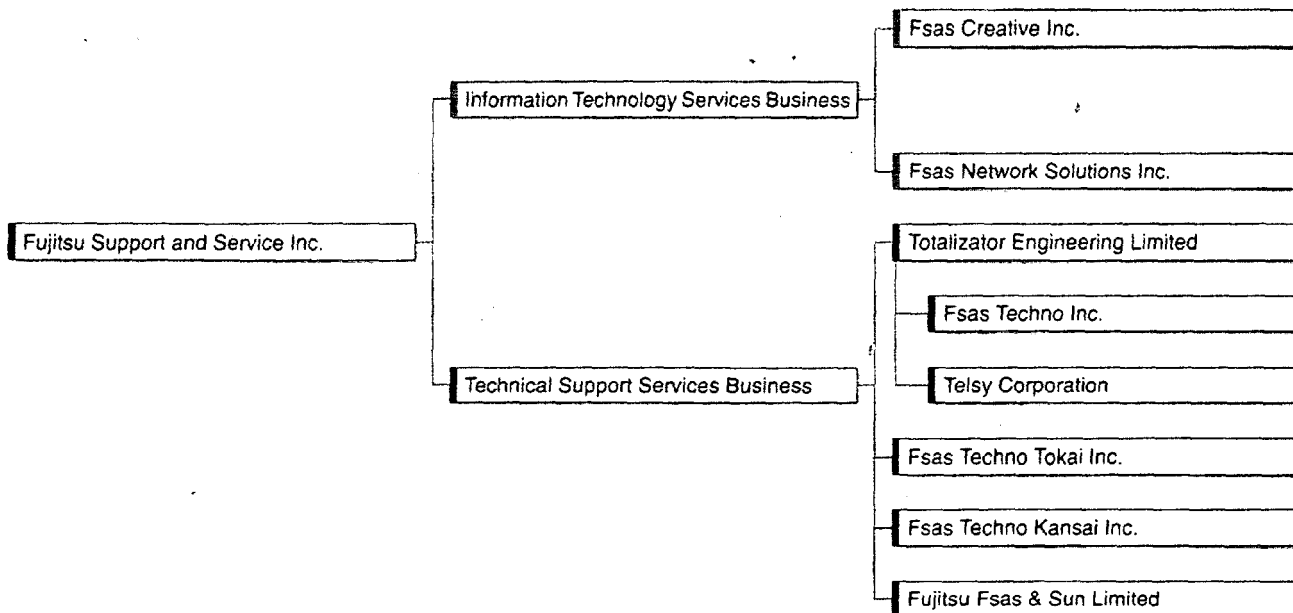 Fsas Creative Inc.
Information Technology Services Business
Fsas Network Solutions Inc.
Fujitsu Support and Service Inc.
Totalizator Engineering Limited
Fsas Techno Inc.
Technical Support Services Business
Telsy Corporation
Fsas Techno Tokai Inc.
Fsas Techno Kansai Inc.
Fujitsu Fsas & Sun Limited